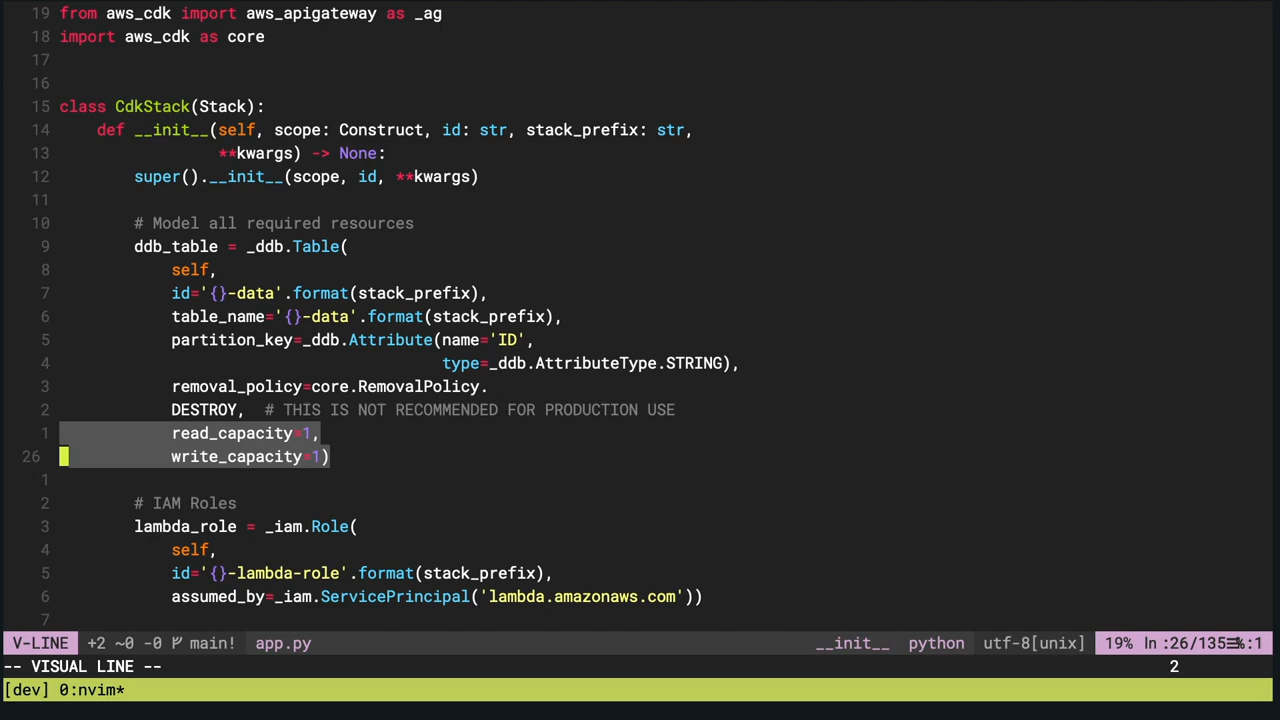 19 from aws_cdk import aws_apigateway as _ag
18 import aws_cdk as core
17
16
15 class CdkStack(Stack):
14     def __init__(self, scope: Construct, id: str, stack_prefix: str,
13                  **kwargs) -> None:
12         super().__init__(scope, id, **kwargs)
11
10         # Model all required resources
9         ddb_table = _ddb.Table(
8             self,
7             id='{}-data'.format(stack_prefix),
6             table_name='{}-data'.format(stack_prefix),
5             partition_key=_ddb.Attribute(name='ID',
4                                          type=_ddb.AttributeType.STRING),
3             removal_policy=core.RemovalPolicy.
2             DESTROY,  # THIS IS NOT RECOMMENDED FOR PRODUCTION USE
1             read_capacity=1,
26             write_capacity=1)
1
2         # IAM Roles
3         lambda_role = _iam.Role(
4             self,
5             id='{}-lambda-role'.format(stack_prefix),
6             assumed_by=_iam.ServicePrincipal('lambda.amazonaws.com'))
7
V-LINE +2 ~0 -0 main! app.py __init__ python utf-8[unix] 19% ln :26/135☰℅:1
-- VISUAL LINE -- 2
[dev] 0:nvim*